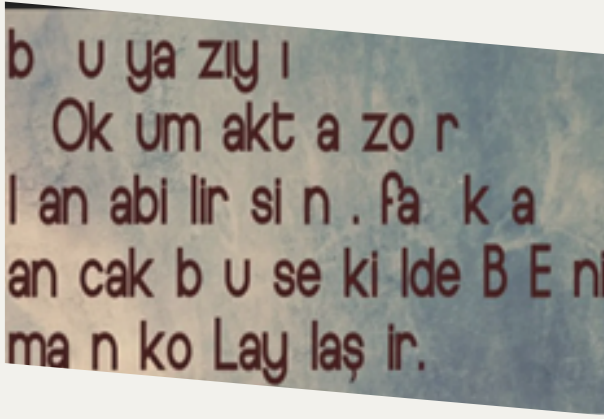 b u ya zıy ı
Ok um akt a zo r
l an abi lir si n . fa k a
an cak b u se ki lde B E ni
ma n ko Lay laş ir.